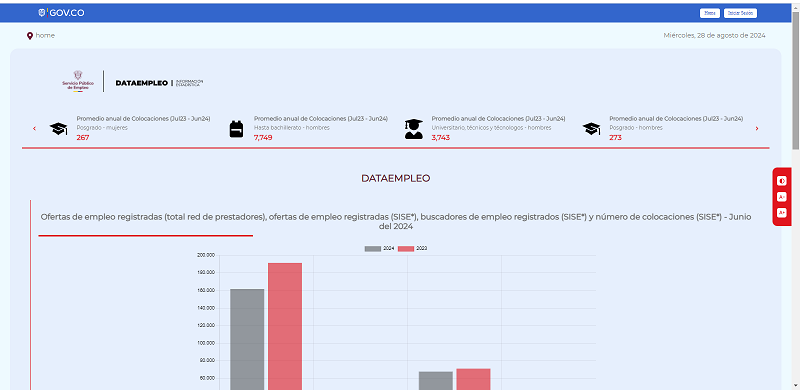 GOV.CO
Home
Iniciar Sesión
home
Miércoles, 28 de agosto de 2024
Servicio Público
de Empleo
DATAEMPLEO
INFORMACIÓN
ESTADÍSTICA
Promedio anual de Colocaciones (Jul23 - Jun24)
Posgrado - mujeres
267
Promedio anual de Colocaciones (Jul23 - Jun24)
Hasta bachillerato - hombres
7,749
Promedio anual de Colocaciones (Jul23 - Jun24)
Universitario, técnicos y técnologos - hombres
3,743
Promedio anual de Colocaciones (Jul23 - Jun24)
Posgrado - hombres
273
DATAEMPLEO
A-
A+
Ofertas de empleo registradas (total red de prestadores), ofertas de empleo registradas (SISE*), buscadores de empleo registrados (SISE*) y número de colocaciones (SISE*) - Junio
del 2024
2024
2023
200.000
180.000
160.000
140.000
120.000
100.000
80.000
60.000